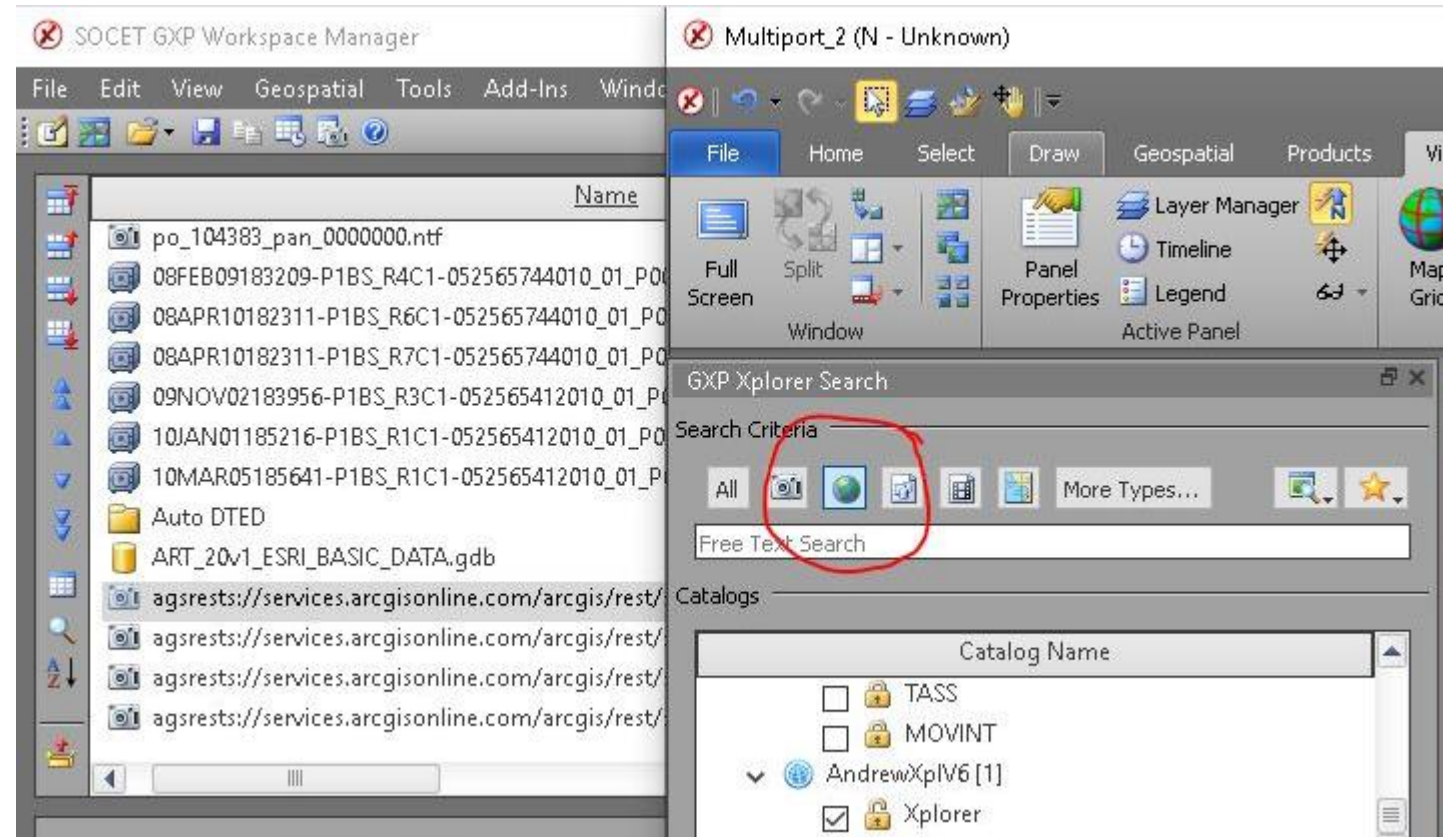 SOCET GXP Workspace Manager
File Edit View Geospatial Tools Add-Ins
Name
po_104383_pan_0000000.ntf
08FEB09183209-P1BS_R4C1-052565744010_01_P00
08APR10182311-P1BS_R6C1-052565744010_01_P0
08APR10182311-P1BS_R7C1-052565744010_01_P0
09NOV02183956-P1BS_R3C1-052565412010_01_P
10JAN01185216-P1BS_R1C1-052565412010_01_P0
10MAR05185641-P1BS_R1C1-052565412010_01_P
Auto DTED
ART_20v1_ESRI_BASIC_DATA.gdb
agsrests://services.arcgisonline.com/arcgis/rest/
agsrests://services.arcgisonline.com/arcgis/rest/
agsrests://services.arcgisonline.com/arcgis/rest/
agsrests://services.arcgisonline.com/arcgis/rest/
Multiport_2 (N - Unknown)
File Home Select Draw Geospatial Products Vi
Full Screen
Split
Window
Panel Properties
Layer Manager
Timeline
Legend
Active Panel
Map
Grid
GXP Xplorer Search
Search Criteria
All More Types...
Free Text Search
Catalogs
Catalog Name
TASS
MOVINT
AndrewXplV6 [1]
Xplorer